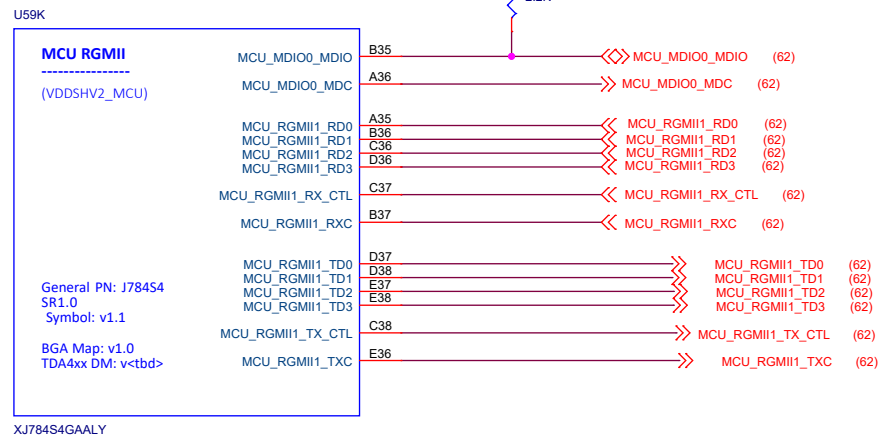 U59K
MCU RGMII
----------------
(VDDSHV2_MCU)
MCU_MDIO0_MDIO B35 MCU_MDIO0_MDIO (62)
MCU_MDIO0_MDC A36 MCU_MDIO0_MDC (62)
MCU_RGMII1_RD0 A35 MCU_RGMII1_RD0 (62)
MCU_RGMII1_RD1 B36 MCU_RGMII1_RD1 (62)
MCU_RGMII1_RD2 C36 MCU_RGMII1_RD2 (62)
MCU_RGMII1_RD3 D36 MCU_RGMII1_RD3 (62)
MCU_RGMII1_RX_CTL C37 MCU_RGMII1_RX_CTL (62)
MCU_RGMII1_RXC B37 MCU_RGMII1_RXC (62)
MCU_RGMII1_TD0 D37 MCU_RGMII1_TD0 (62)
MCU_RGMII1_TD1 D38 MCU_RGMII1_TD1 (62)
MCU_RGMII1_TD2 E37 MCU_RGMII1_TD2 (62)
MCU_RGMII1_TD3 E38 MCU_RGMII1_TD3 (62)
MCU_RGMII1_TX_CTL C38 MCU_RGMII1_TX_CTL (62)
MCU_RGMII1_TXC E36 MCU_RGMII1_TXC (62)
General PN: J784S4
SR1.0
Symbol: v1.1
BGA Map: v1.0
TDA4xx DM: v<tbd>
XJ784S4GAALY